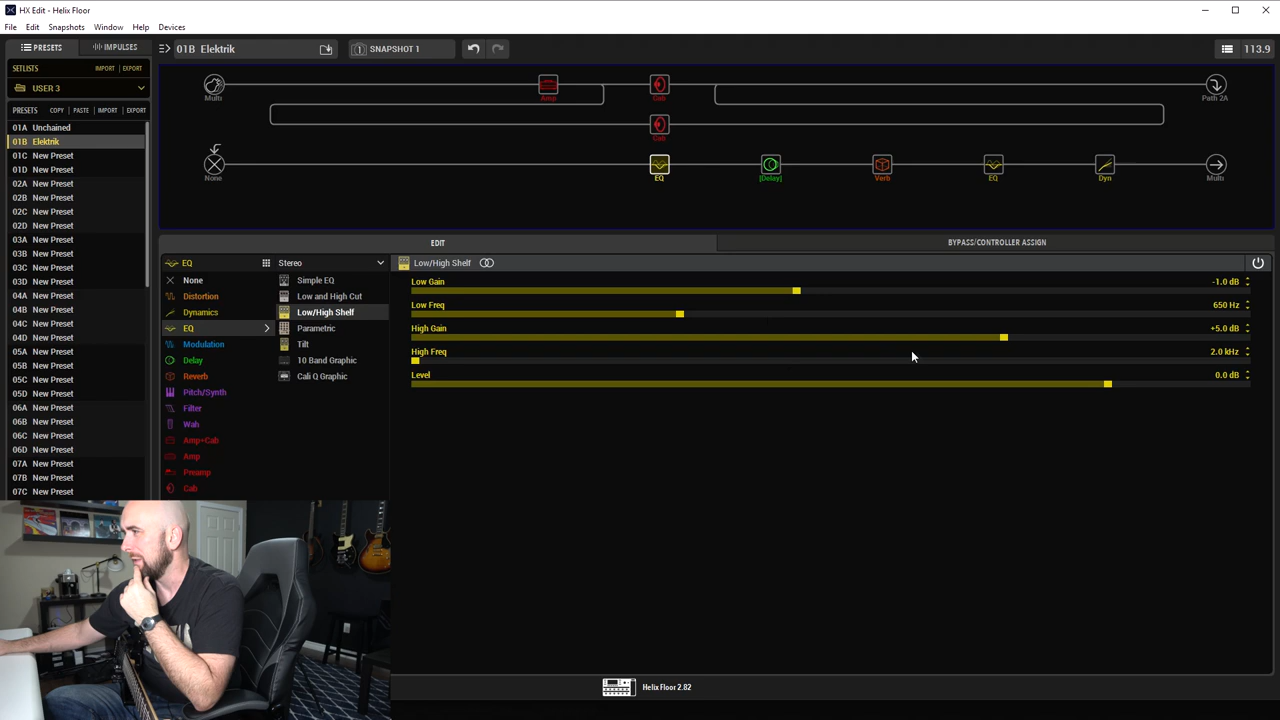 HX Edit - Helix Floor
File Edit Snapshots Window Help Devices
PRESETS IMPULSES
01B Elektrik
1 SNAPSHOT 1
113.9
SETLISTS IMPORT EXPORT
USER 3
PRESETS COPY PASTE IMPORT EXPORT
01A Unchained
01B Elektrik
01C New Preset
01D New Preset
02A New Preset
02B New Preset
02C New Preset
02D New Preset
03A New Preset
03B New Preset
03C New Preset
03D New Preset
04A New Preset
04B New Preset
04C New Preset
04D New Preset
05A New Preset
05B New Preset
05C New Preset
05D New Preset
06A New Preset
06B New Preset
06C New Preset
06D New Preset
07A New Preset
07B New Preset
07C New Preset
Multi Amp Cab Path 2A
Cab
None EQ [Delay] Verb EQ Dyn Multi
EDIT BYPASS/CONTROLLER ASSIGN
EQ Stereo
None
Distortion
Dynamics
EQ
Modulation
Delay
Reverb
Pitch/Synth
Filter
Wah
Amp+Cab
Amp
Preamp
Cab
Simple EQ
Low and High Cut
Low/High Shelf
Parametric
Tilt
10 Band Graphic
Cali Q Graphic
Low/High Shelf
Low Gain -1.0 dB
Low Freq 650 Hz
High Gain +5.0 dB
High Freq 2.0 kHz
Level 0.0 dB
Helix Floor 2.82